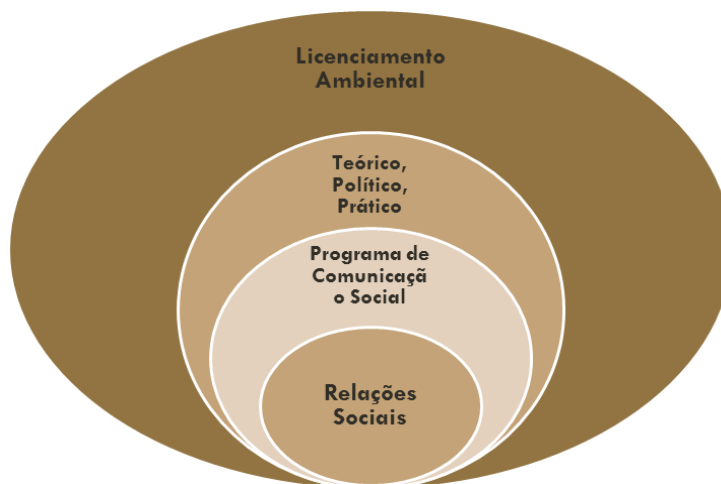 Licenciamento
Ambiental
Teórico,
Político,
Prático
Programa de
Comunicaçã
o Social
Relações
Sociais